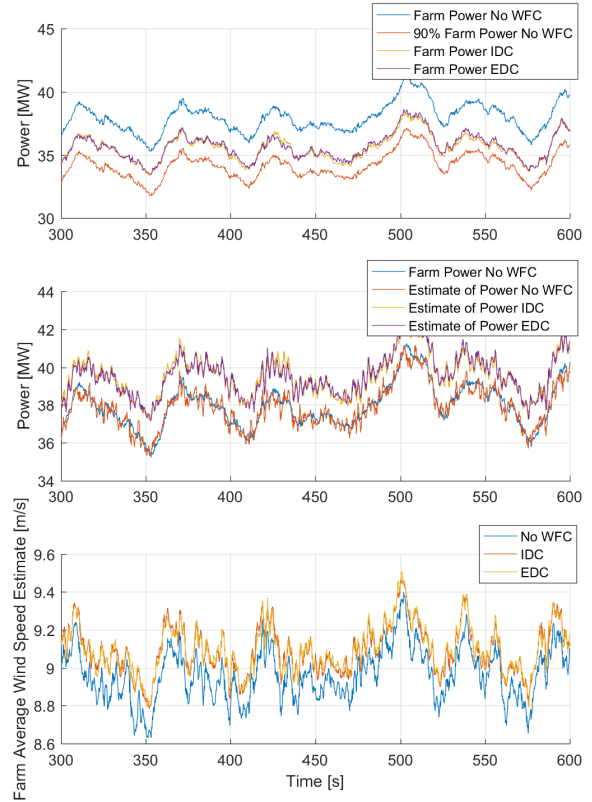 45
40
35
30
Power [MW]
Farm Power No WFC
90% Farm Power No WFC
Farm Power IDC
Farm Power EDC
300 350 400 450 500 550 600
44
42
40
38
36
34
Power [MW]
Farm Power No WFC
Estimate of Power No WFC
Estimate of Power IDC
Estimate of Power EDC
300 350 400 450 500 550 600
9.6
9.4
9.2
9
8.8
8.6
Farm Average Wind Speed Estimate [m/s]
No WFC
IDC
EDC
300 350 400 450 500 550 600
Time [s]